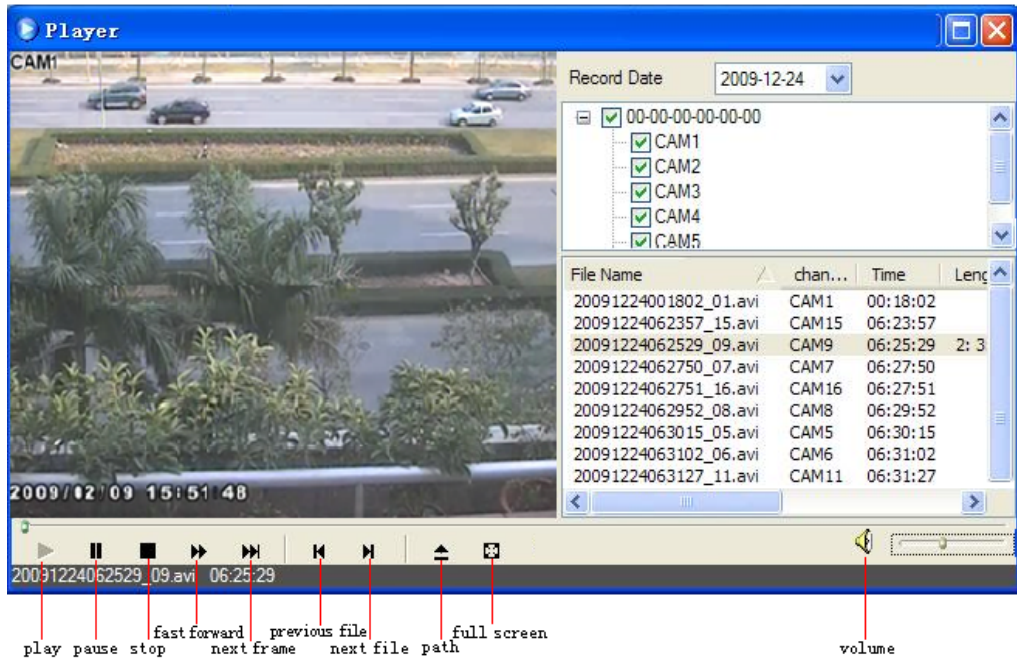 Player
CAM1
2009/02/09 15:51:48
Record Date 2009-12-24
00-00-00-00-00-00
CAM1
CAM2
CAM3
CAM4
CAM5
File Name chan... Time Leng
20091224001802_01.avi CAM1 00:18:02
20091224062357_15.avi CAM15 06:23:57
20091224062529_09.avi CAM9 06:25:29 2: 3
20091224062750_07.avi CAM7 06:27:50
20091224062751_16.avi CAM16 06:27:51
20091224062952_08.avi CAM8 06:29:52
20091224063015_05.avi CAM5 06:30:15
20091224063102_06.avi CAM6 06:31:02
20091224063127_11.avi CAM11 06:31:27
20091224062529_09.avi 06:25:29
fast forward previous file full screen
play pause stop next frame next file path volume